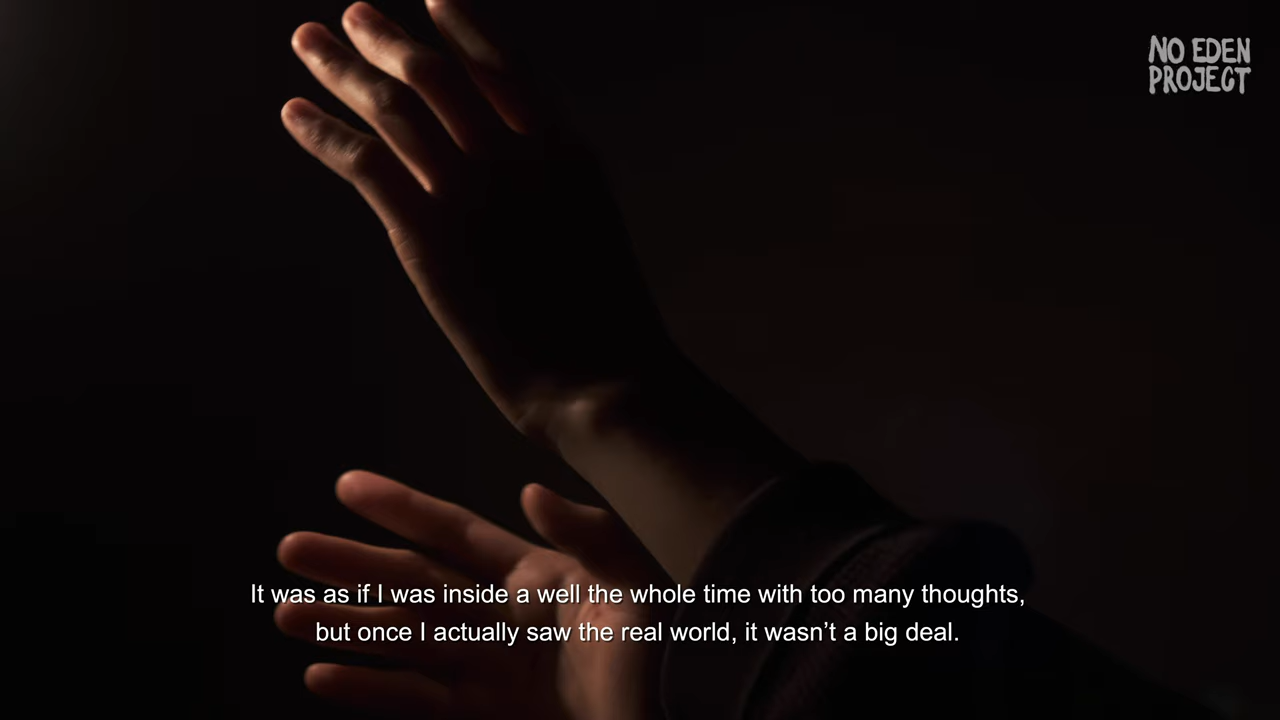 NO EDEN
PROJECT
It was as if I was inside a well the whole time with too many thoughts,
but once I actually saw the real world, it wasn’t a big deal.